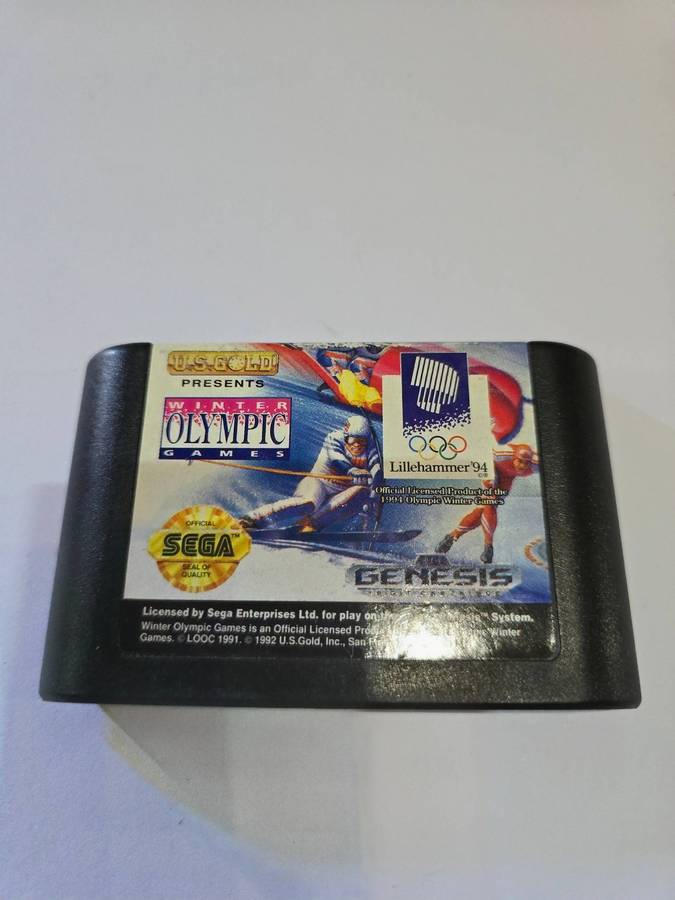 U.S. GOLD
PRESENTS
WINTER
OLYMPIC
GAMES
Lillehammer '94
Official Licensed Product of the
1994 Olympic Winter Games
OFFICIAL
SEGA™
SEAL OF
QUALITY
GENESIS
Licensed by Sega Enterprises Ltd. for play on System.
Winter Olympic Games is an Official Licensed Winter
Games. © LOOC 1991. © 1992 U.S.Gold, Inc., San